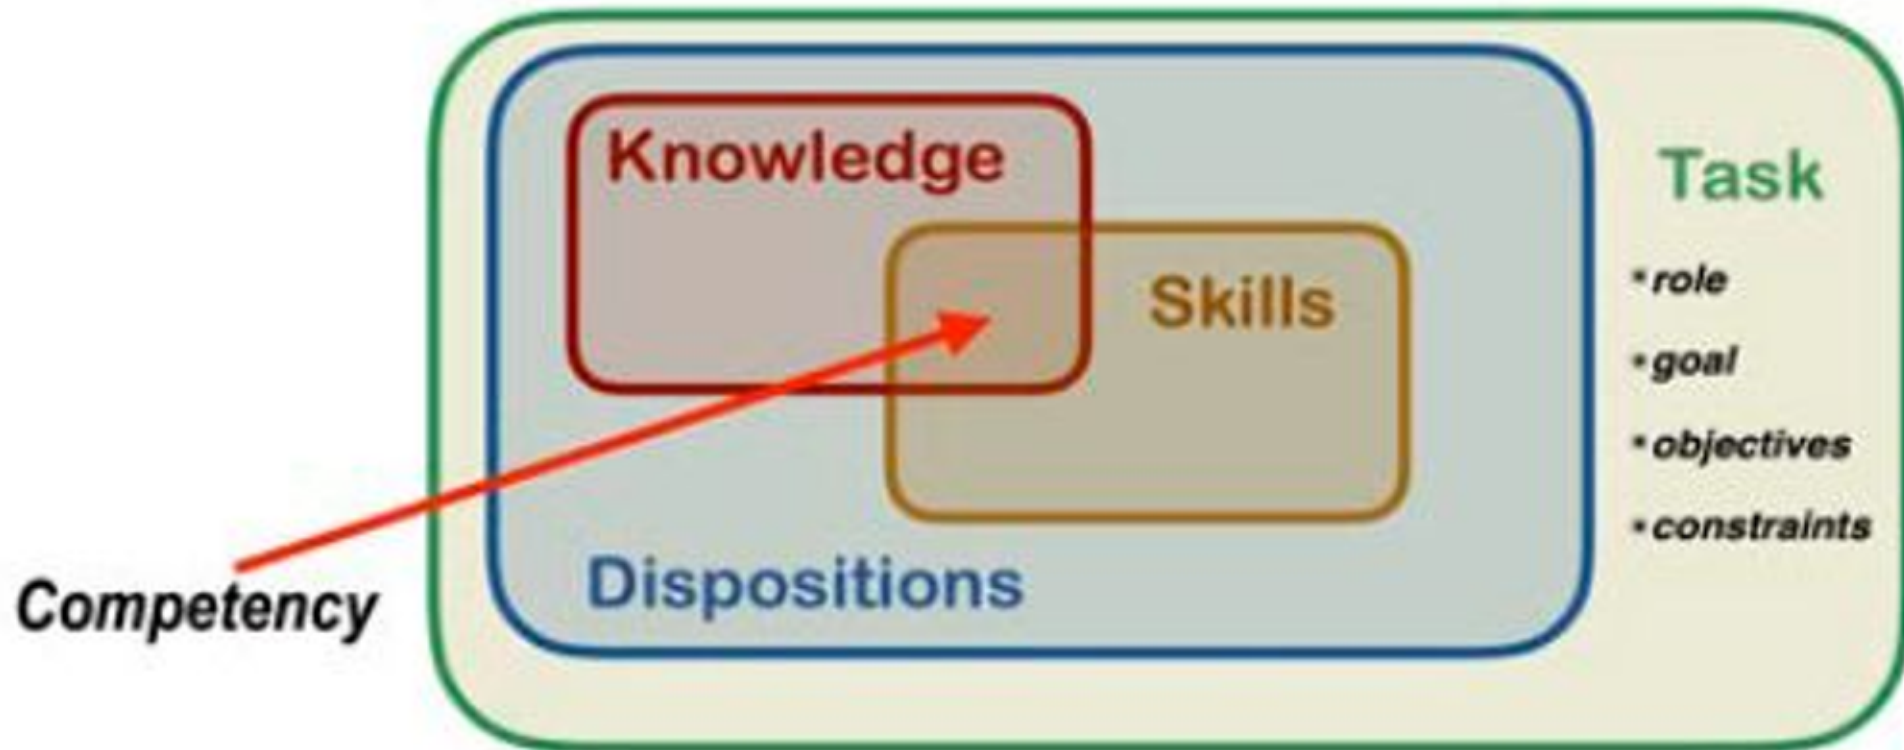 Knowledge
Task
Skills
* role
* goal
* objectives
* constraints
Dispositions
Competency